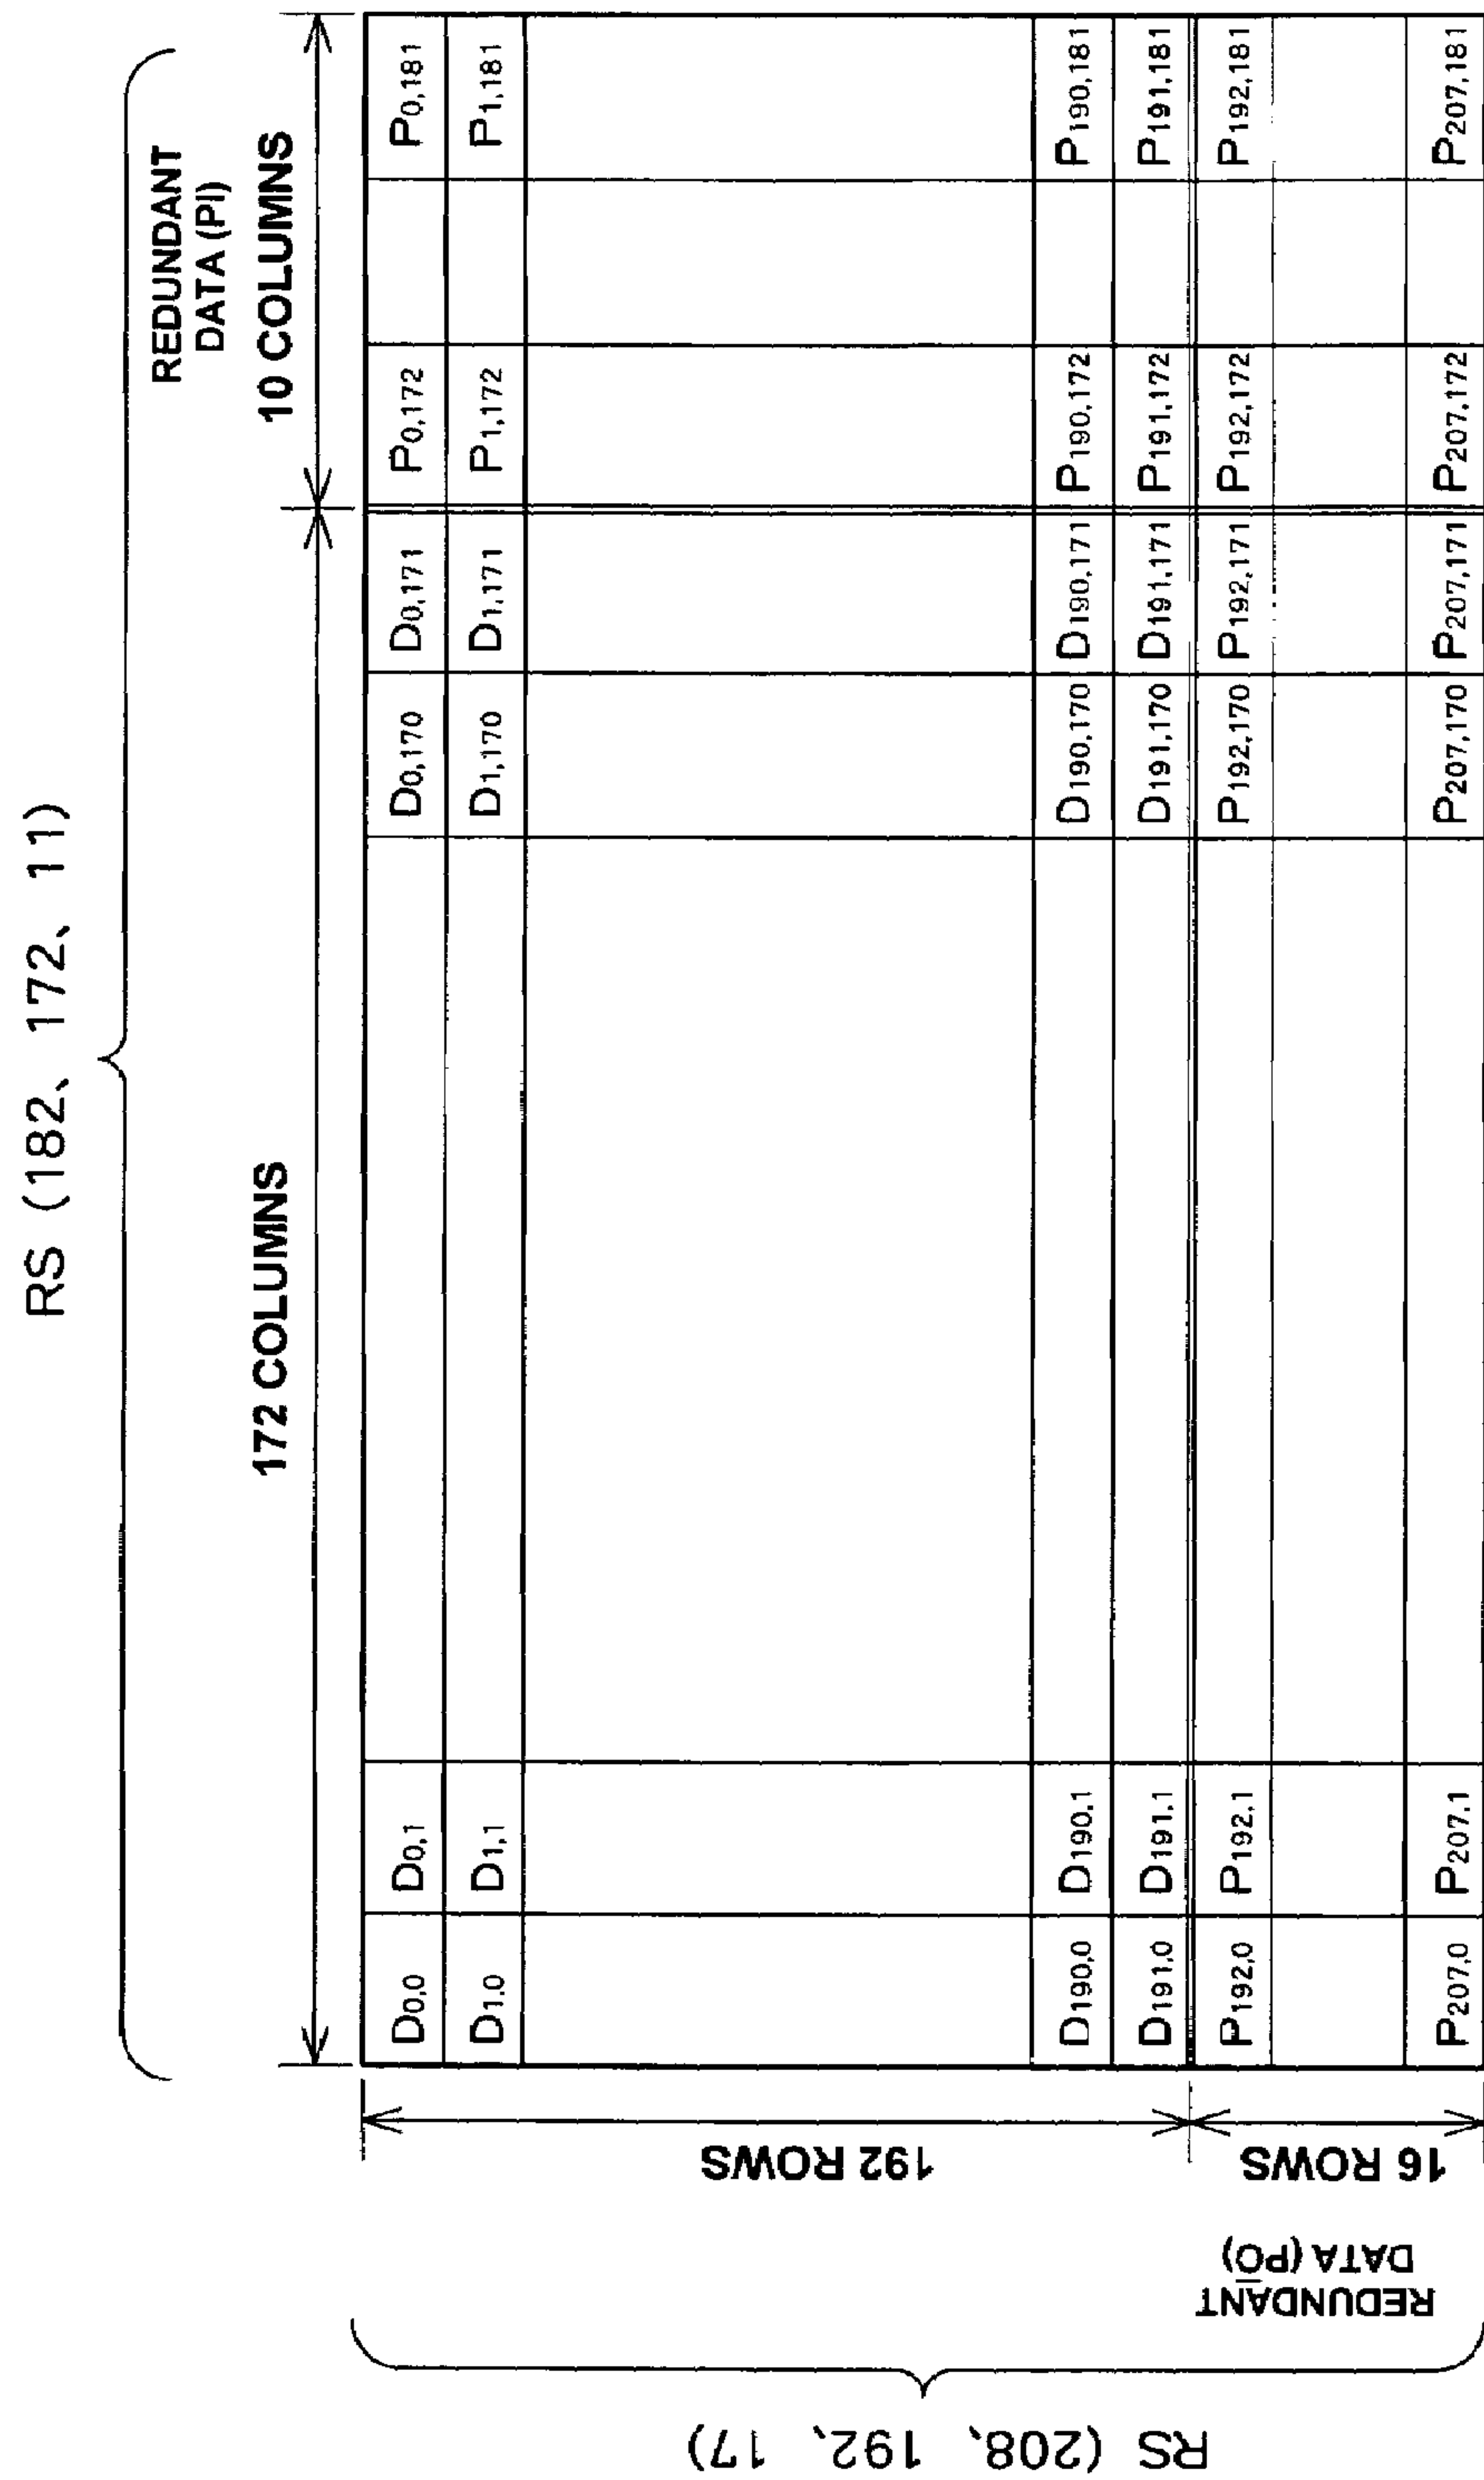 RS (182、172、11)
REDUNDANT
DATA (PI)
172 COLUMNS
10 COLUMNS
D0,0 D0,1 D0,170 D0,171 P0,172 P0,181
D1,0 D1,1 D1,170 D1,171 P1,172 P1,181
D190,0 D190,1 D190,170 D190,171 P190,172 P190,181
D191,0 D191,1 D191,170 D191,171 P191,172 P191,181
P192,0 P192,1 P192,170 P192,171 P192,172 P192,181
P207,0 P207,1 P207,170 P207,171 P207,172 P207,181
192 ROWS
16 ROWS
REDUNDANT
DATA (PO)
RS (208、192、17)